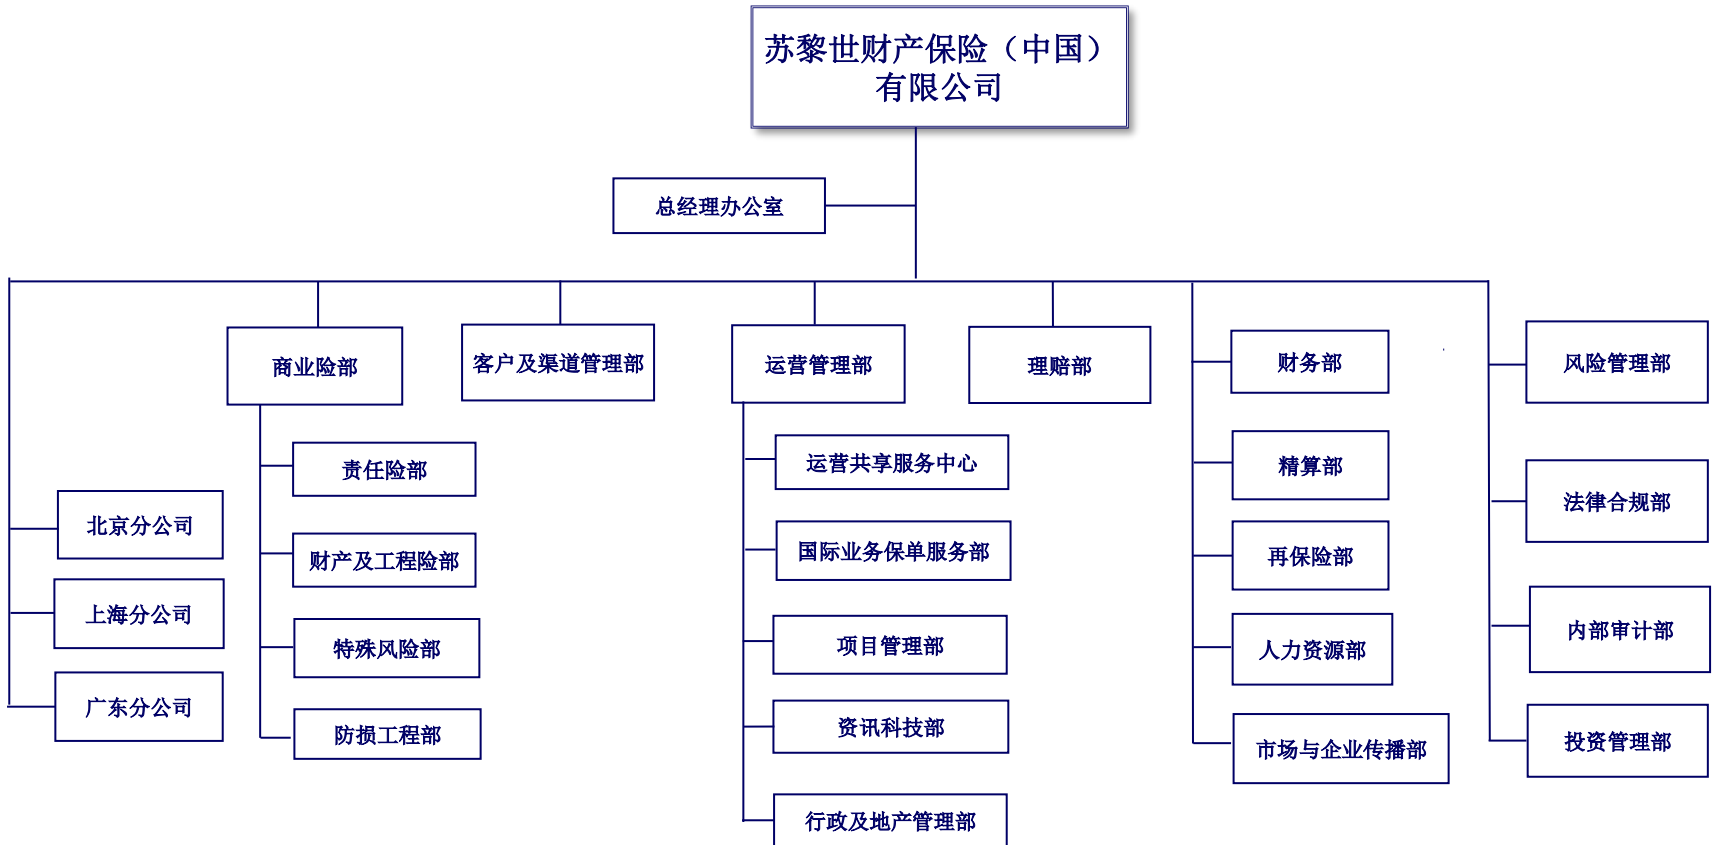 苏黎世财产保险（中国）
有限公司
总经理办公室
北京分公司
上海分公司
广东分公司
商业险部
责任险部
财产及工程险部
特殊风险部
防损工程部
客户及渠道管理部
运营管理部
运营共享服务中心
国际业务保单服务部
项目管理部
资讯科技部
行政及地产管理部
理赔部
财务部
精算部
再保险部
人力资源部
市场与企业传播部
风险管理部
法律合规部
内部审计部
投资管理部